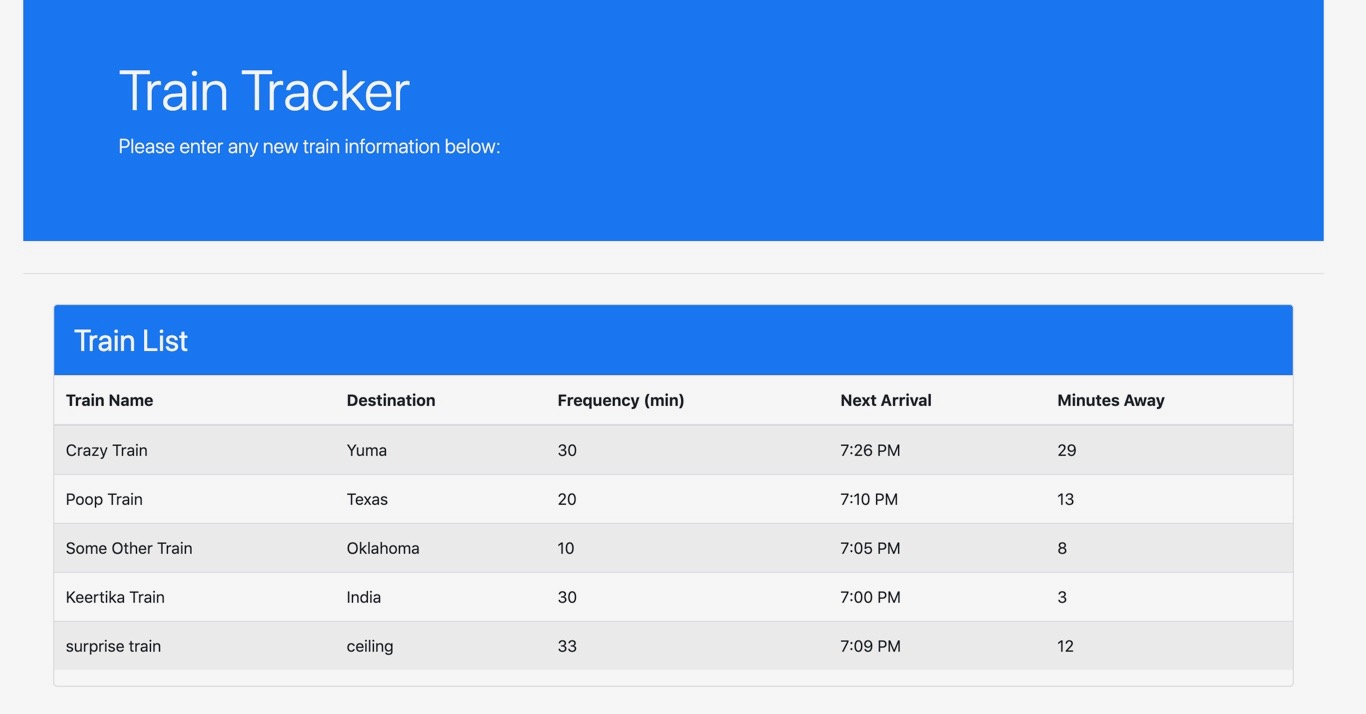 Train Tracker
Please enter any new train information below:
Train List
Train Name Destination Frequency (min) Next Arrival Minutes Away
Crazy Train Yuma 30 7:26 PM 29
Poop Train Texas 20 7:10 PM 13
Some Other Train Oklahoma 10 7:05 PM 8
Keertika Train India 30 7:00 PM 3
surprise train ceiling 33 7:09 PM 12